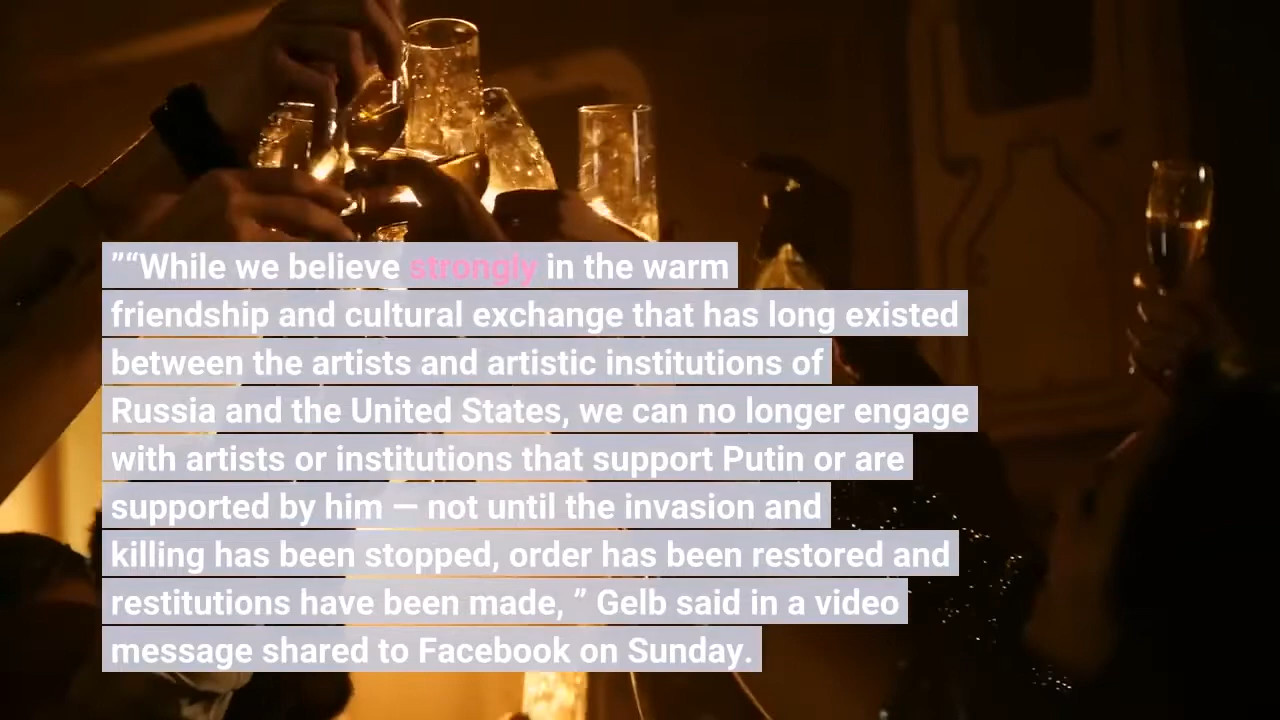 ”“While we believe strongly in the warm
friendship and cultural exchange that has long existed
between the artists and artistic institutions of
Russia and the United States, we can no longer engage
with artists or institutions that support Putin or are
supported by him — not until the invasion and
killing has been stopped, order has been restored and
restitutions have been made, ” Gelb said in a video
message shared to Facebook on Sunday.